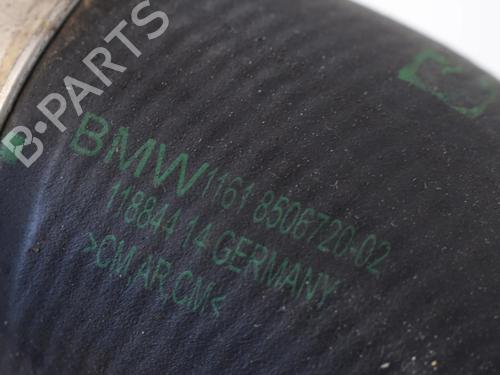 B-PARTS
BMW 1161 8506720-02
118844 14 GERMANY
>CM,AR,CM<